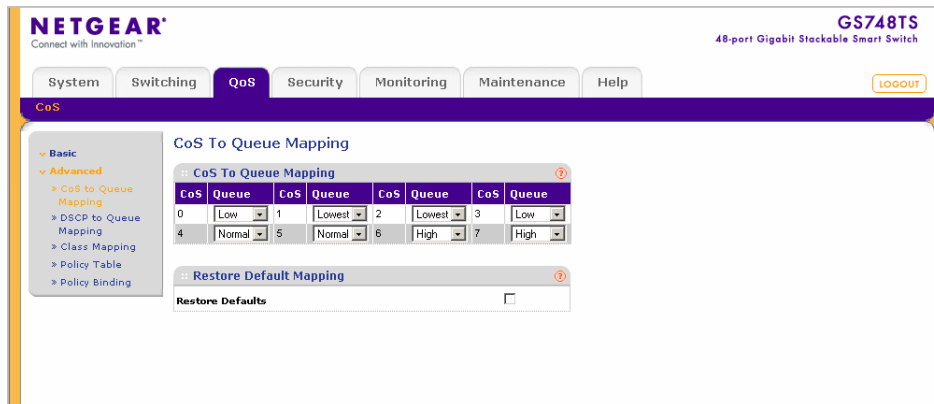 NETGEAR®
Connect with Innovation™
GS748TS
48-port Gigabit Stackable Smart Switch
System Switching QoS Security Monitoring Maintenance Help
LOGOUT
CoS
Basic
Advanced
» CoS to Queue
Mapping
» DSCP to Queue
Mapping
» Class Mapping
» Policy Table
» Policy Binding
CoS To Queue Mapping
:: CoS To Queue Mapping ?
CoS Queue CoS Queue CoS Queue CoS Queue
0 Low 1 Lowest 2 Lowest 3 Low
4 Normal 5 Normal 6 High 7 High
:: Restore Default Mapping ?
Restore Defaults